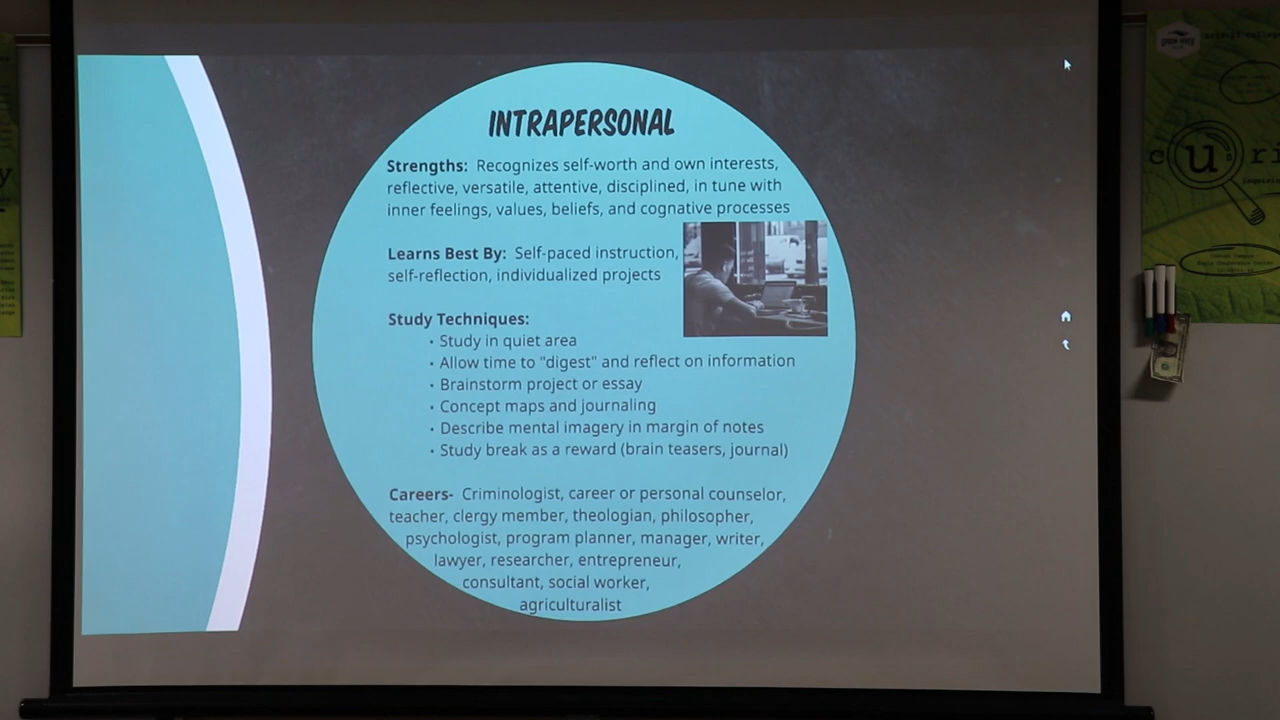 INTRAPERSONAL
Strengths: Recognizes self-worth and own interests,
reflective, versatile, attentive, disciplined, in tune with
inner feelings, values, beliefs, and cognative processes
Learns Best By: Self-paced instruction,
self-reflection, individualized projects
Study Techniques:
• Study in quiet area
• Allow time to "digest" and reflect on information
• Brainstorm project or essay
• Concept maps and journaling
• Describe mental imagery in margin of notes
• Study break as a reward (brain teasers, journal)
Careers- Criminologist, career or personal counselor,
teacher, clergy member, theologian, philosopher,
psychologist, program planner, manager, writer,
lawyer, researcher, entrepreneur,
consultant, social worker,
agriculturalist
y
c u r i